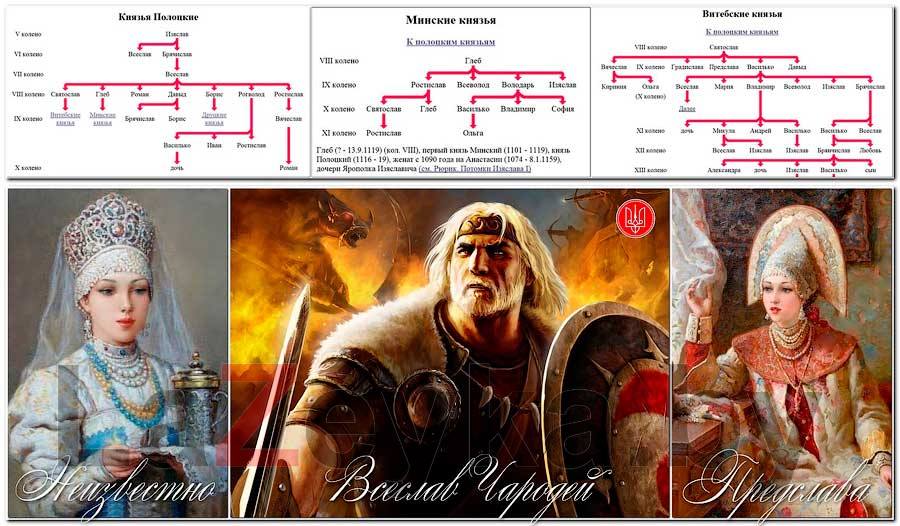 Князья Полоцкие
V колено Изяслав
VI колено Всеслав Брячислав
VII колено Всеслав
VIII колено Святослав Глеб Роман Давыд Борис Рогволод Ростислав
IX колено Витебские князья Минские князья Брячислав Борис Друцкие князья Вячеслав
Василько Иван Ростислав
X колено дочь Роман
Минские князья
К полоцким князьям
VIII колено Глеб
IX колено Ростислав Всеволод Володарь Изяслав
X колено Святослав Глеб Василько Владимир София
XI колено Ростислав Ольга
Глеб (? - 13.9.1119) (кол. VIII), первый князь Минский (1101 - 1119), князь
Полоцкий (1116 - 19), женат с 1090 года на Анастасии (1074 - 8.1.1159),
дочери Ярополка Изяславича (см. Рюрик. Потомки Изяслава I)
Витебские князья
К полоцким князьям
VIII колено Святослав
Вячеслав IX колено Градислава Предслава Василько Давыд
Кириния Ольга Всеслав Мария Владимир Всеволод Изяслав Брячислав
(X колено)
Далее
XI колено дочь Микула Андрей Василько Василько Всеслав
XII колено Всеслав Изяслав Изяслав Брячислав Любовь
XIII колено Александра дочь Изяслав Василько сын
Неизвестно
Всеслав Чародей
Предслава